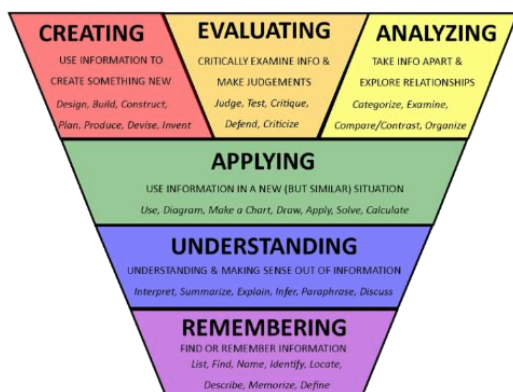 CREATING
USE INFORMATION TO
CREATE SOMETHING NEW
Design, Build, Construct,
Plan, Produce, Devise, Invent
EVALUATING
CRITICALLY EXAMINE INFO &
MAKE JUDGEMENTS
Judge, Test, Critique,
Defend, Criticize
ANALYZING
TAKE INFO APART &
EXPLORE RELATIONSHIPS
Categorize, Examine,
Compare/Contrast, Organize
APPLYING
USE INFORMATION IN A NEW (BUT SIMILAR) SITUATION
Use, Diagram, Make a Chart, Draw, Apply, Solve, Calculate
UNDERSTANDING
UNDERSTANDING & MAKING SENSE OUT OF INFORMATION
Interpret, Summarize, Explain, Infer, Paraphrase, Discuss
REMEMBERING
FIND OR REMEMBER INFORMATION
List, Find, Name, Identify, Locate,
Describe, Memorize, Define